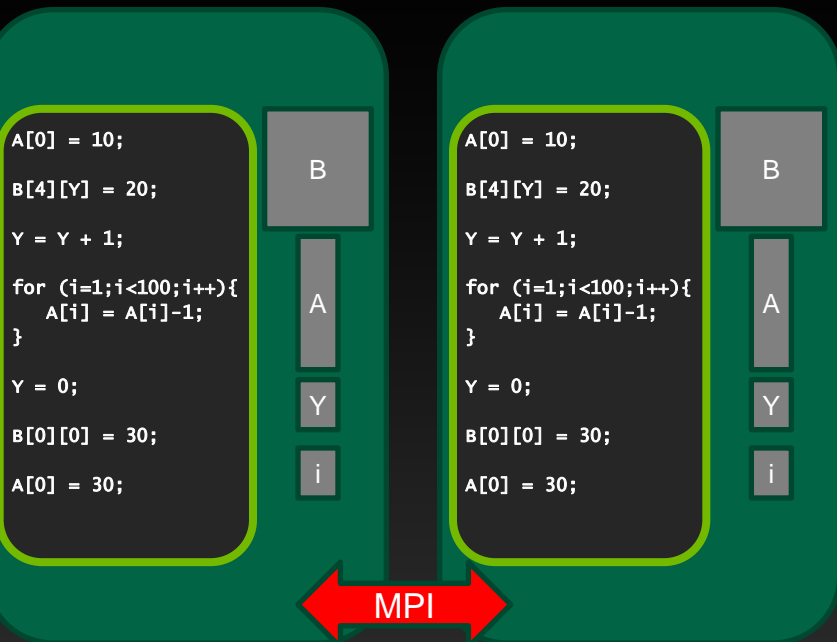 A[0] = 10;
B[4][Y] = 20;
Y = Y + 1;
for (i=1;i<100;i++){
   A[i] = A[i]-1;
}
Y = 0;
B[0][0] = 30;
A[0] = 30;
B
A
Y
i
A[0] = 10;
B[4][Y] = 20;
Y = Y + 1;
for (i=1;i<100;i++){
   A[i] = A[i]-1;
}
Y = 0;
B[0][0] = 30;
A[0] = 30;
B
A
Y
i
MPI